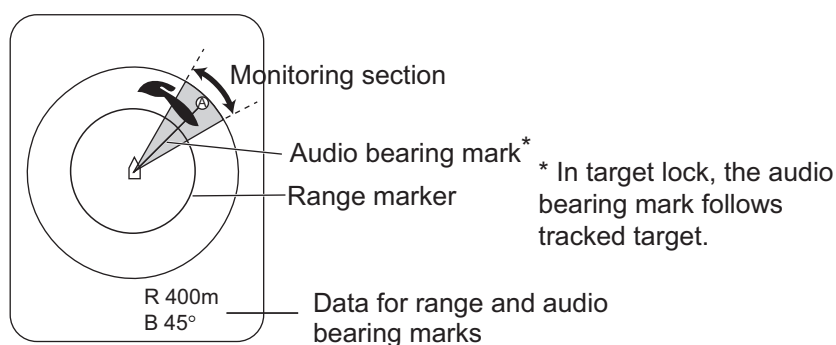 Monitoring section
A
Audio bearing mark*
Range marker
* In target lock, the audio
bearing mark follows
tracked target.
R 400m
B 45°
Data for range and audio
bearing marks